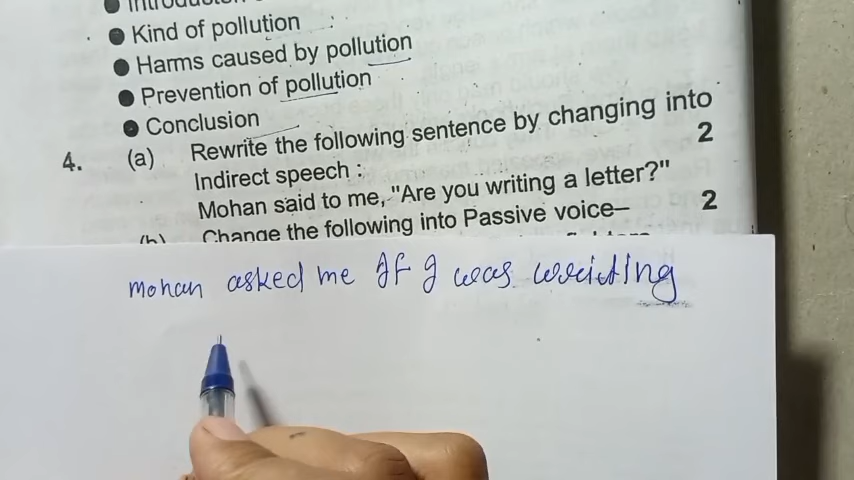 Kind of pollution
Harms caused by pollution
Prevention of pollution
Conclusion
4. (a) Rewrite the following sentence by changing into
Indirect speech : 2
Mohan said to me, "Are you writing a letter?"
(b) Change the following into Passive voice– 2
mohan asked me If I was writing